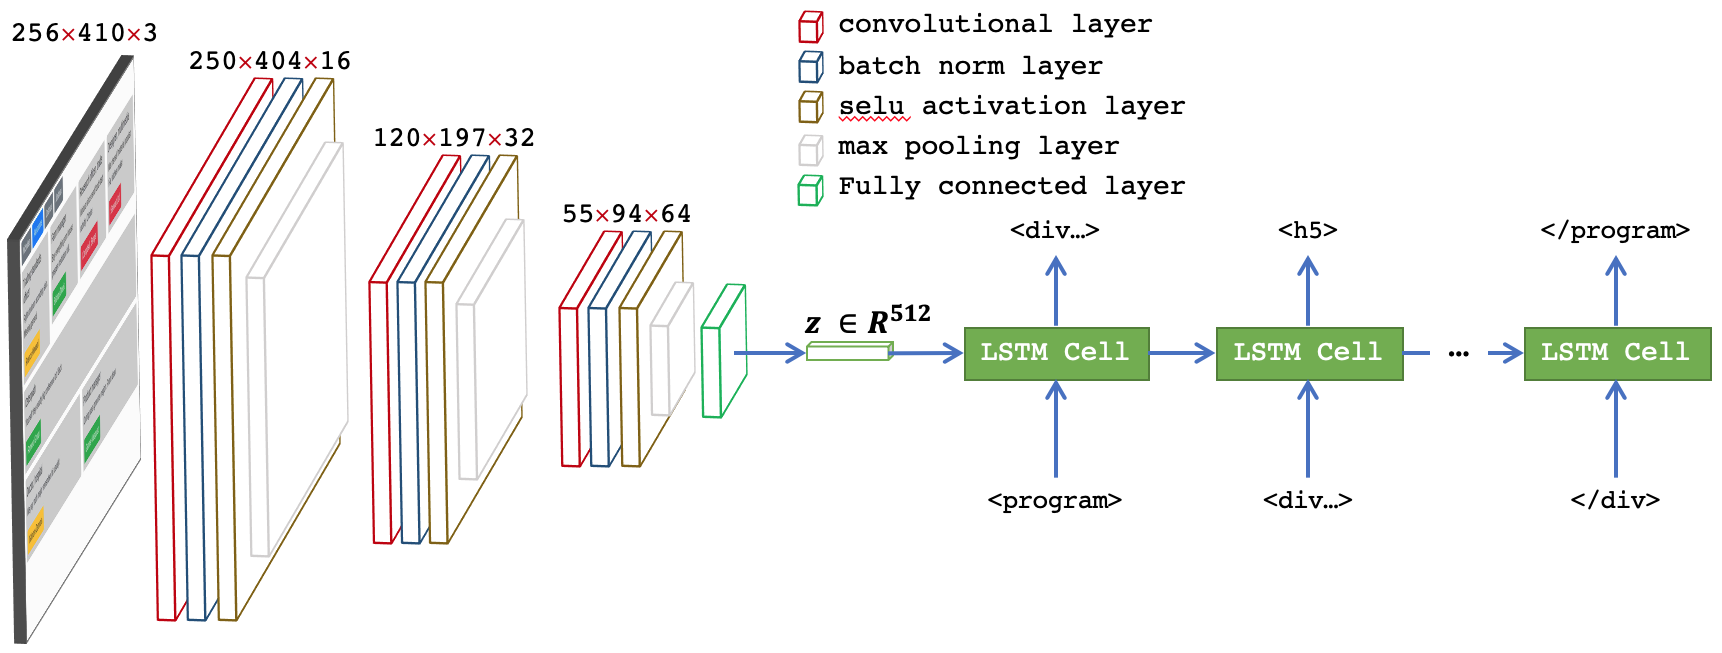 256×410×3
250×404×16
120×197×32
55×94×64
convolutional layer
batch norm layer
selu activation layer
max pooling layer
Fully connected layer
<div…> <h5> </program>
z ∈ R⁵¹²
LSTM Cell LSTM Cell … LSTM Cell
<program> <div…> </div>